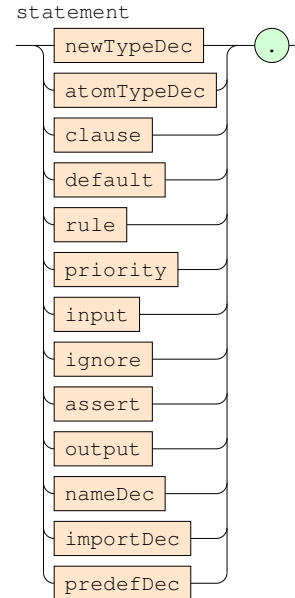 statement
newTypeDec
.
atomTypeDec
clause
default
rule
priority
input
ignore
assert
output
nameDec
importDec
predefDec